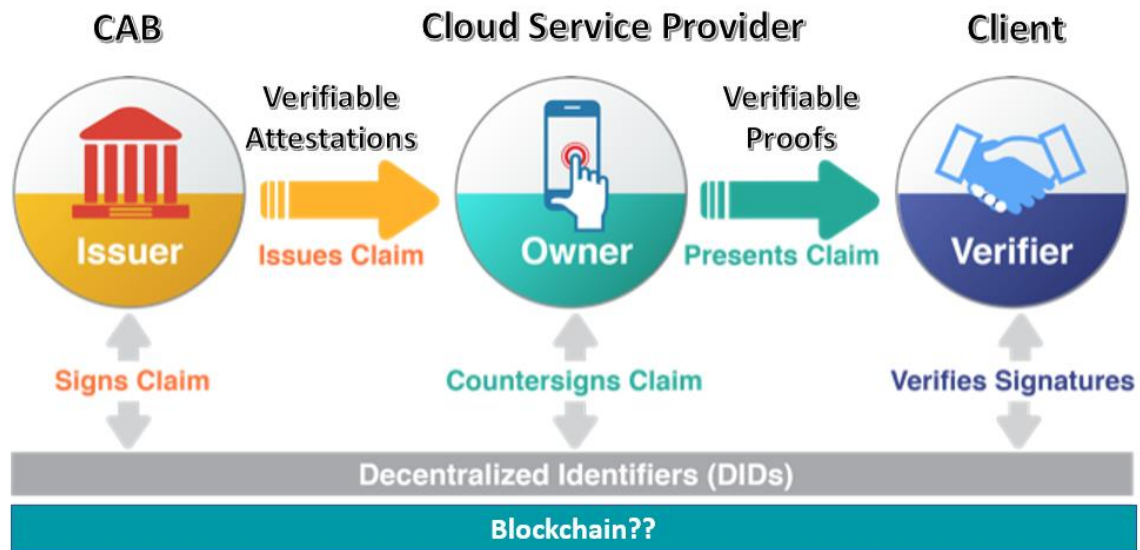 CAB
Cloud Service Provider
Client
Verifiable
Attestations
Verifiable
Proofs
Issuer
Issues Claim
Owner
Presents Claim
Verifier
Signs Claim
Countersigns Claim
Verifies Signatures
Decentralized Identifiers (DIDs)
Blockchain??